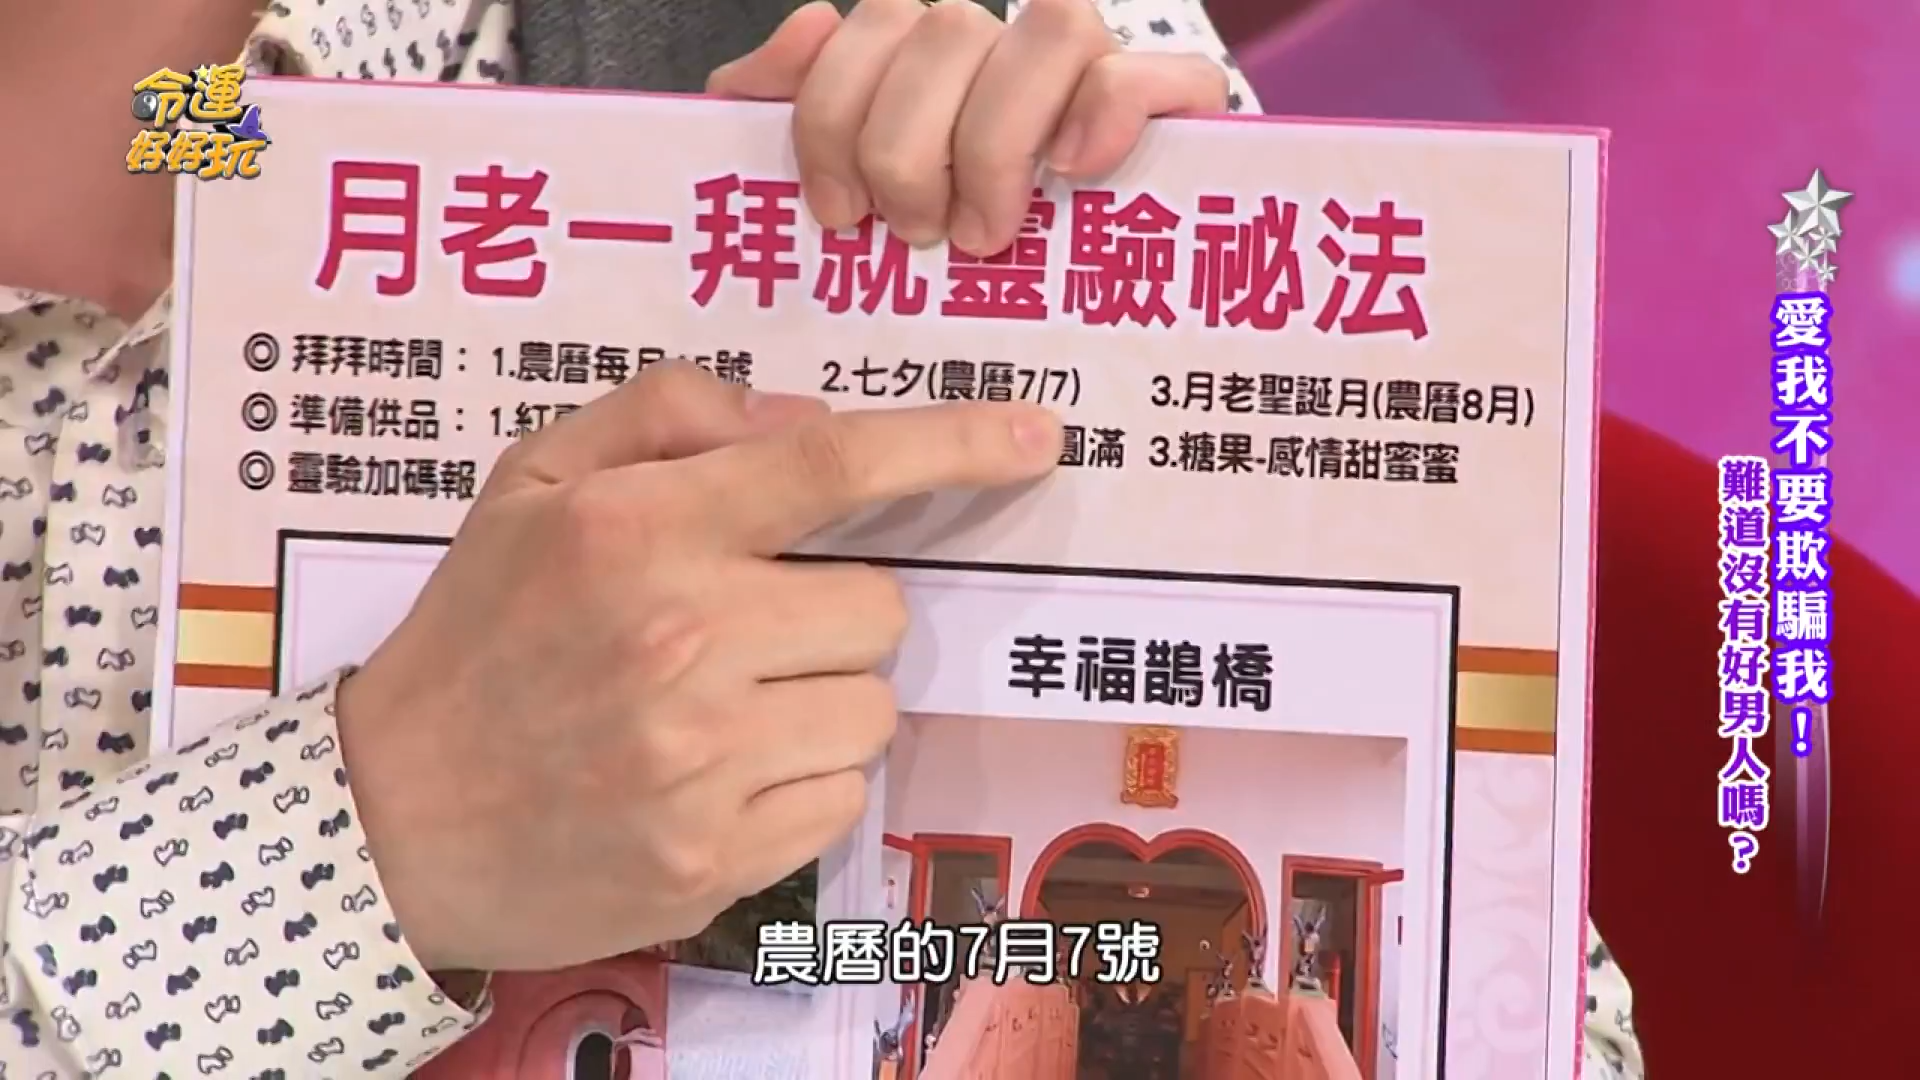 命運
好好玩
月老一拜就靈驗祕法
◎ 拜拜時間： 1.農曆每月15號 2.七夕(農曆7/7) 3.月老聖誕月(農曆8月)
◎ 準備供品： 1.紅 圓滿 3.糖果-感情甜蜜蜜
◎ 靈驗加碼報
幸福鵲橋
愛我不要欺騙我！
難道沒有好男人嗎？
農曆的7月7號